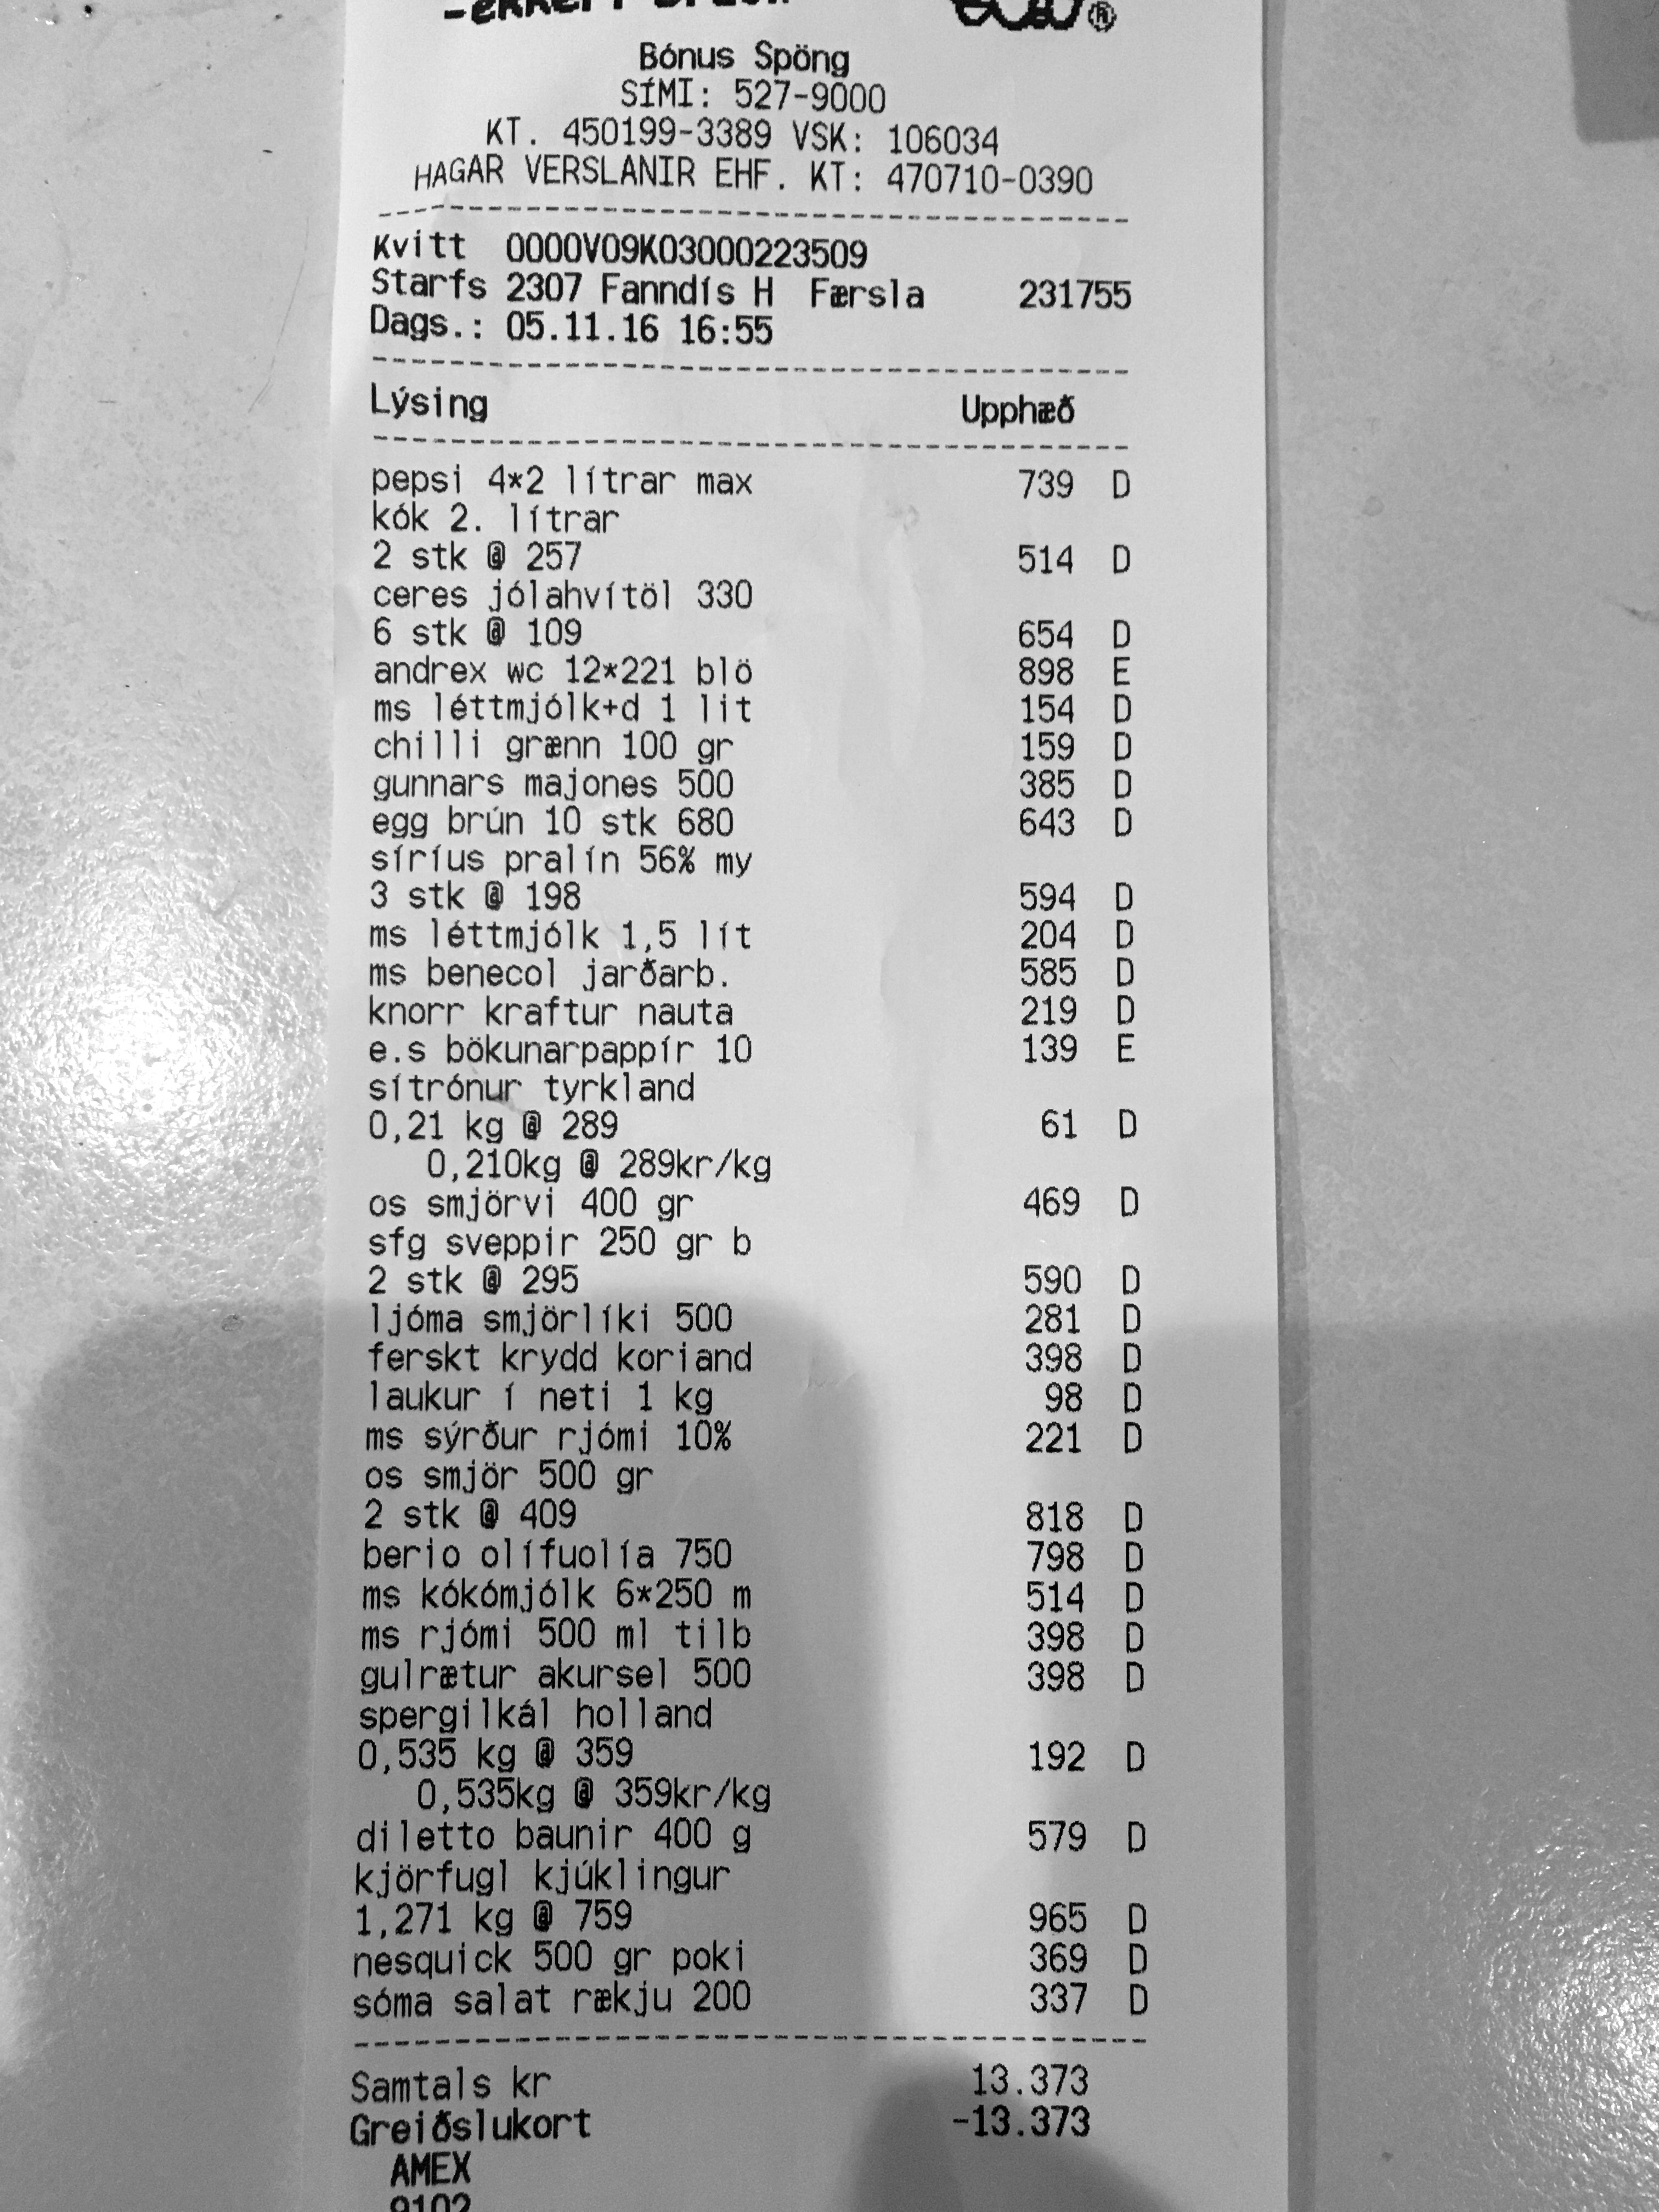 Bónus Spöng
SÍMI: 527-9000
KT. 450199-3389 VSK: 106034
HAGAR VERSLANIR EHF. KT: 470710-0390
Kvitt 0000V09K03000223509
Starfs 2307 Fanndís H Færsla 231755
Dags.: 05.11.16 16:55
Lýsing Upphæð
pepsi 4*2 lítrar max 739 D
kók 2. lítrar
2 stk @ 257 514 D
ceres jólahvítöl 330
6 stk @ 109 654 D
andrex wc 12*221 blö 898 E
ms léttmjólk+d 1 lit 154 D
chilli grænn 100 gr 159 D
gunnars majones 500 385 D
egg brún 10 stk 680 643 D
síríus pralín 56% my
3 stk @ 198 594 D
ms léttmjólk 1,5 lít 204 D
ms benecol jarðarb. 585 D
knorr kraftur nauta 219 D
e.s bökunarpappír 10 139 E
sítrónur tyrkland
0,21 kg @ 289 61 D
0,210kg @ 289kr/kg
os smjörvi 400 gr 469 D
sfg sveppir 250 gr b
2 stk @ 295 590 D
ljóma smjörlíki 500 281 D
ferskt krydd koriand 398 D
laukur í neti 1 kg 98 D
ms sýrður rjómi 10% 221 D
os smjör 500 gr
2 stk @ 409 818 D
berio olífuolía 750 798 D
ms kókómjólk 6*250 m 514 D
ms rjómi 500 ml tilb 398 D
gulrætur akursel 500 398 D
spergilkál holland
0,535 kg @ 359 192 D
0,535kg @ 359kr/kg
diletto baunir 400 g 579 D
kjörfugl kjúklingur
1,271 kg @ 759 965 D
nesquick 500 gr poki 369 D
sóma salat rækju 200 337 D
Samtals kr 13.373
Greiðslukort -13.373
AMEX
9102